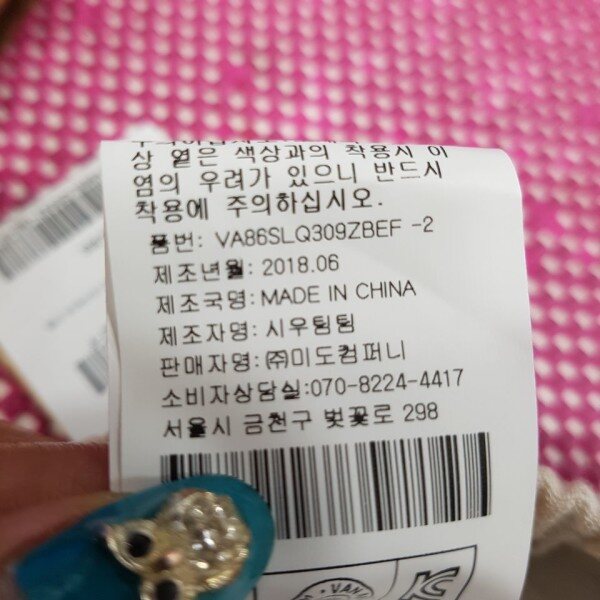 상 옅은 색상과의 착용시 이
염의 우려가 있으니 반드시
착용에 주의하십시오.
품번: VA86SLQ309ZBEF -2
제조년월: 2018.06
제조국명: MADE IN CHINA
제조자명: 시우팀팀
판매자명: ㈜미도컴퍼니
소비자상담실:070-8224-4417
서울시 금천구 벚꽃로 298